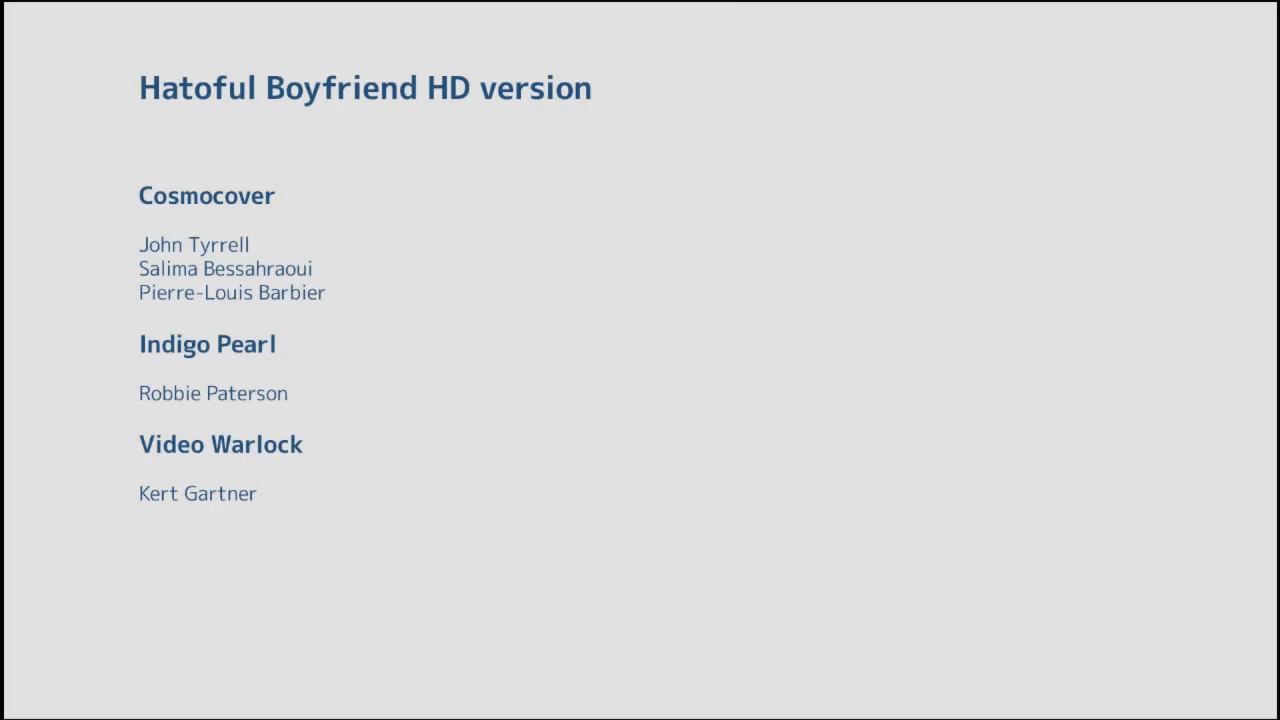 Hatoful Boyfriend HD version
Cosmocover
John Tyrrell
Salima Bessahraoui
Pierre-Louis Barbier
Indigo Pearl
Robbie Paterson
Video Warlock
Kert Gartner